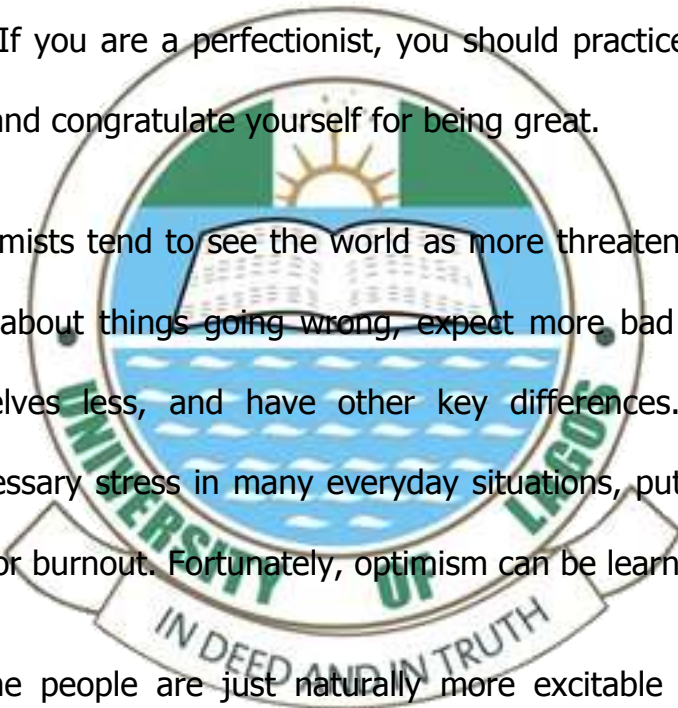 If you are a perfectionist, you should practice
and congratulate yourself for being great.
mists tend to see the world as more threaten
about things going wrong, expect more bad
elves less, and have other key differences.
essary stress in many everyday situations, put
or burnout. Fortunately, optimism can be learn
ne people are just naturally more excitable
UNIVERSITY OF LAGOS
IN DEED AND IN TRUTH